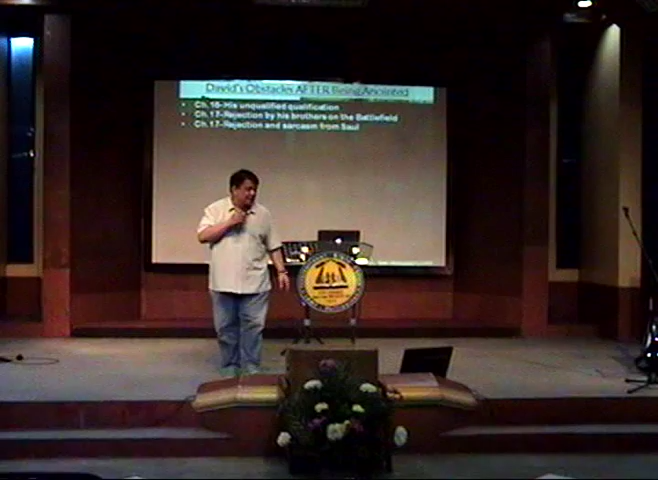 David's Obstacles AFTER Being Anointed
• Ch. 16-His unqualified qualification
• Ch. 17-Rejection by his brothers on the Battlefield
• Ch. 17-Rejection and sarcasm from Saul